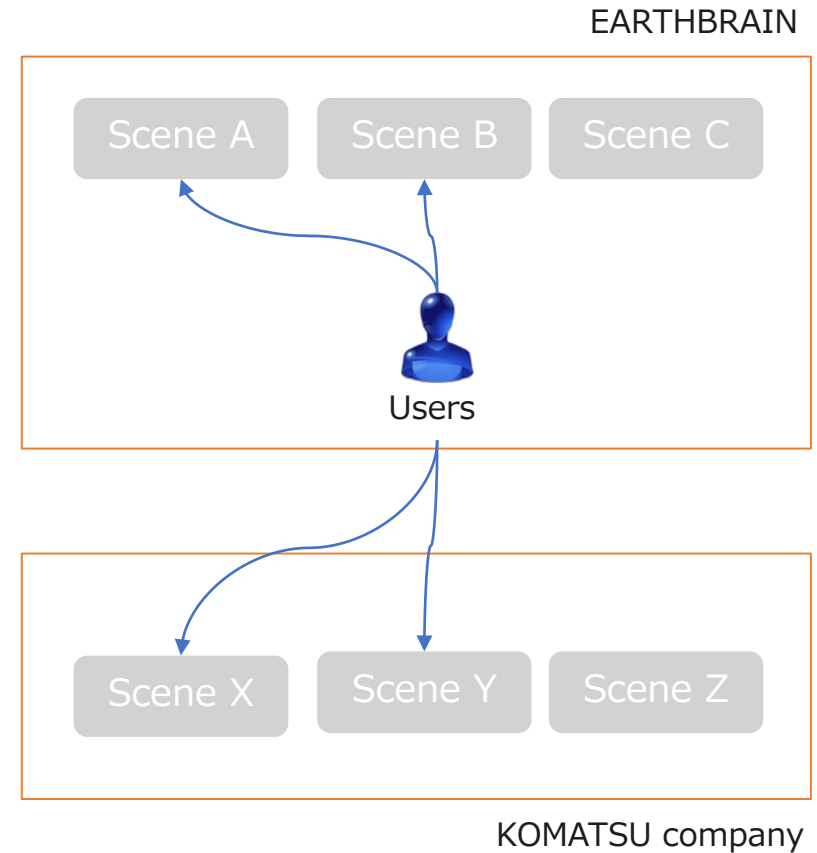 EARTHBRAIN
Scene A
Scene B
Scene C
Users
Scene X
Scene Y
Scene Z
KOMATSU company